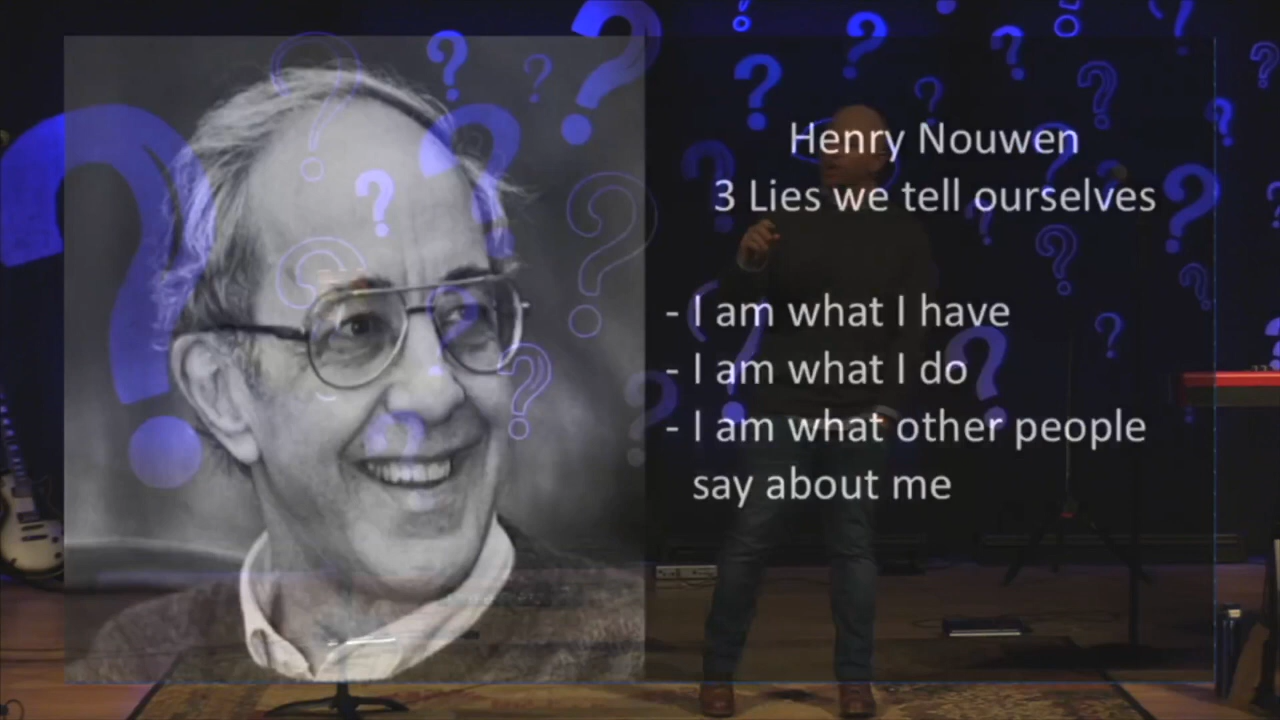 Henry Nouwen
3 Lies we tell ourselves
- I am what I have
- I am what I do
- I am what other people
say about me